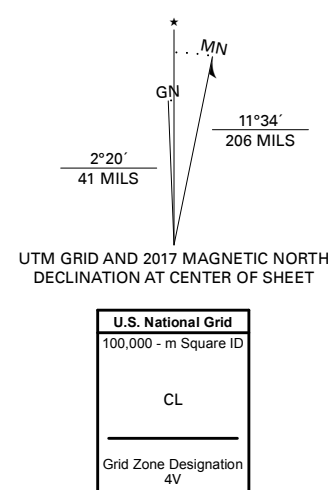 ★
MN
GN
11°34´
206 MILS
2°20´
41 MILS
UTM GRID AND 2017 MAGNETIC NORTH
DECLINATION AT CENTER OF SHEET
U.S. National Grid
100,000 - m Square ID
CL
Grid Zone Designation
4V